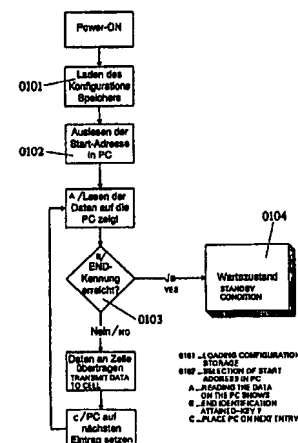 Power-ON
0101
Laden des
Konfigurations
Speichers
0102
Auslesen der
Start-Adresse
in PC
A /Lesen der
Daten auf die
PC zeigt
B/
END-
Kennung
erreicht?
0103
JA
YES
0104
Wartezustand
STANDBY
CONDITION
Nein/NO
Daten an Zelle
übertragen
TRANSMIT DATA
TO CELL
C/PC auf
nächsten
Eintrag setzen
0101...LOADING CONFIGURATION
STORAGE
0102...SELECTION OF START
ADDRESS IN PC
A...READING THE DATA
ON THE PC SHOWS
B...END IDENTIFICATION
ATTAINED-KEY ?
C...PLACE PC ON NEXT ENTRY